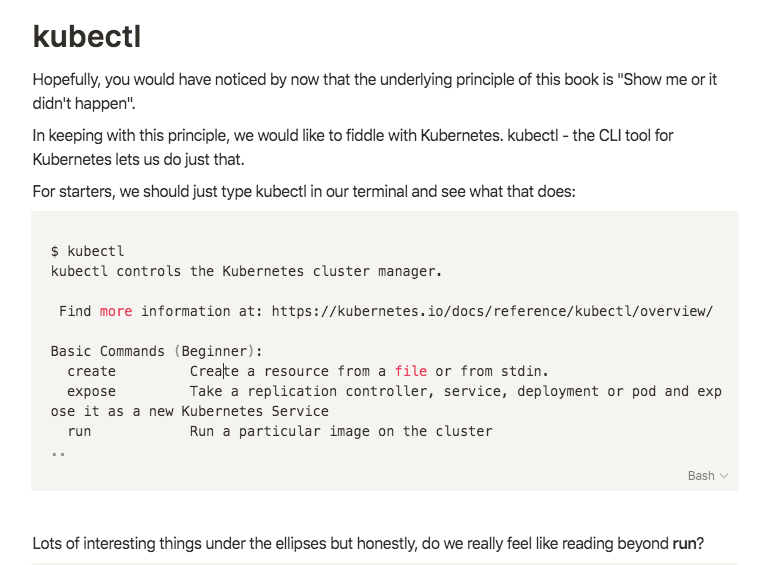 kubectl
Hopefully, you would have noticed by now that the underlying principle of this book is "Show me or it
didn't happen".
In keeping with this principle, we would like to fiddle with Kubernetes. kubectl - the CLI tool for
Kubernetes lets us do just that.
For starters, we should just type kubectl in our terminal and see what that does:
$ kubectl
kubectl controls the Kubernetes cluster manager.
Find more information at: https://kubernetes.io/docs/reference/kubectl/overview/
Basic Commands (Beginner):
create         Create a resource from a file or from stdin.
expose         Take a replication controller, service, deployment or pod and exp
ose it as a new Kubernetes Service
run            Run a particular image on the cluster
..
Bash
Lots of interesting things under the ellipses but honestly, do we really feel like reading beyond run?